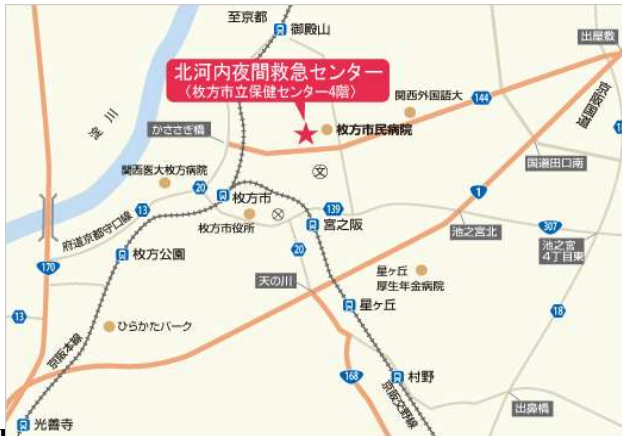 至京都
御殿山
出屋敷
北河内夜間救急センター
〈枚方市立保健センター4階〉
京阪国道
関西外国語大
144
淀川
かささぎ橋
枚方市民病院
国道田口南
関西医大枚方病院
文
20
1
枚方市
13
139
府道京都守口線
枚方市役所
宮之阪
池之宮北
307
20
池之宮
4丁目東
枚方公園
170
天の川
星ヶ丘
厚生年金病院
星ヶ丘
13
18
ひらかたパーク
京阪本線
168
村野
京阪交野線
出鼻橋
光善寺